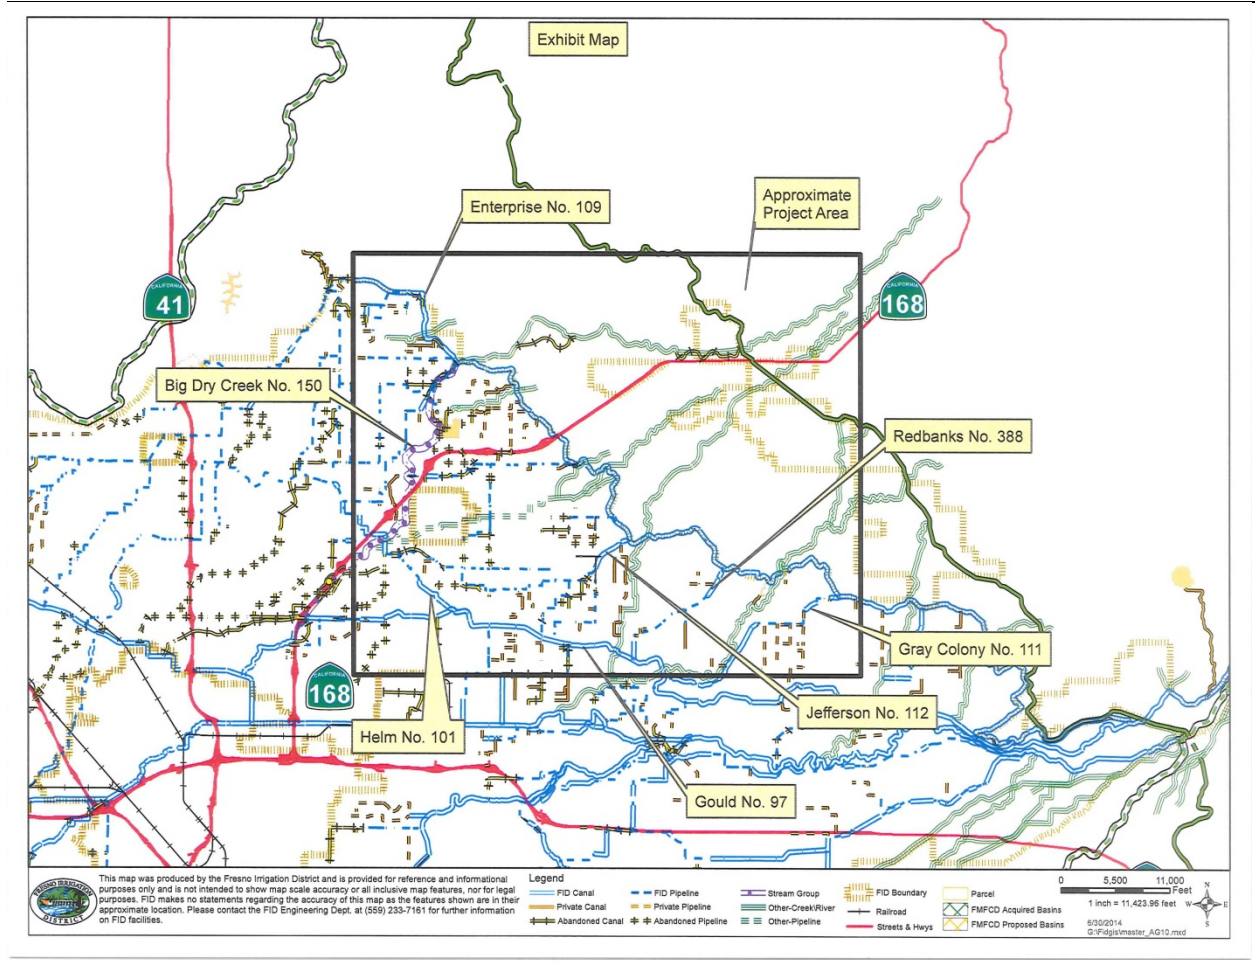 Exhibit Map
Approximate
Project Area
Enterprise No. 109
CALIFORNIA
41
CALIFORNIA
168
Big Dry Creek No. 150
Redbanks No. 388
Gray Colony No. 111
CALIFORNIA
168
Jefferson No. 112
Helm No. 101
Gould No. 97
FRESNO IRRIGATION
DISTRICT
This map was produced by the Fresno Irrigation District and is provided for reference and informational
purposes only and is not intended to show map scale accuracy or all inclusive map features, nor for legal
purposes. FID makes no statements regarding the accuracy of this map as the features shown are in their
approximate location. Please contact the FID Engineering Dept. at (559) 233-7161 for further information
on FID facilities.
Legend
FID Canal
Private Canal
Abandoned Canal
FID Pipeline
Private Pipeline
Abandoned Pipeline
Stream Group
Other-Creek\River
Other-Pipeline
FID Boundary
Railroad
Streets & Hwys
Parcel
MFCD Acquired Basins
FMFCD Proposed Basins
0 5,500 11,000
Feet
1 inch = 11,423.96 feet
N
W E
S
6/30/2014
G:\Fidgis\master_AG10.mxd